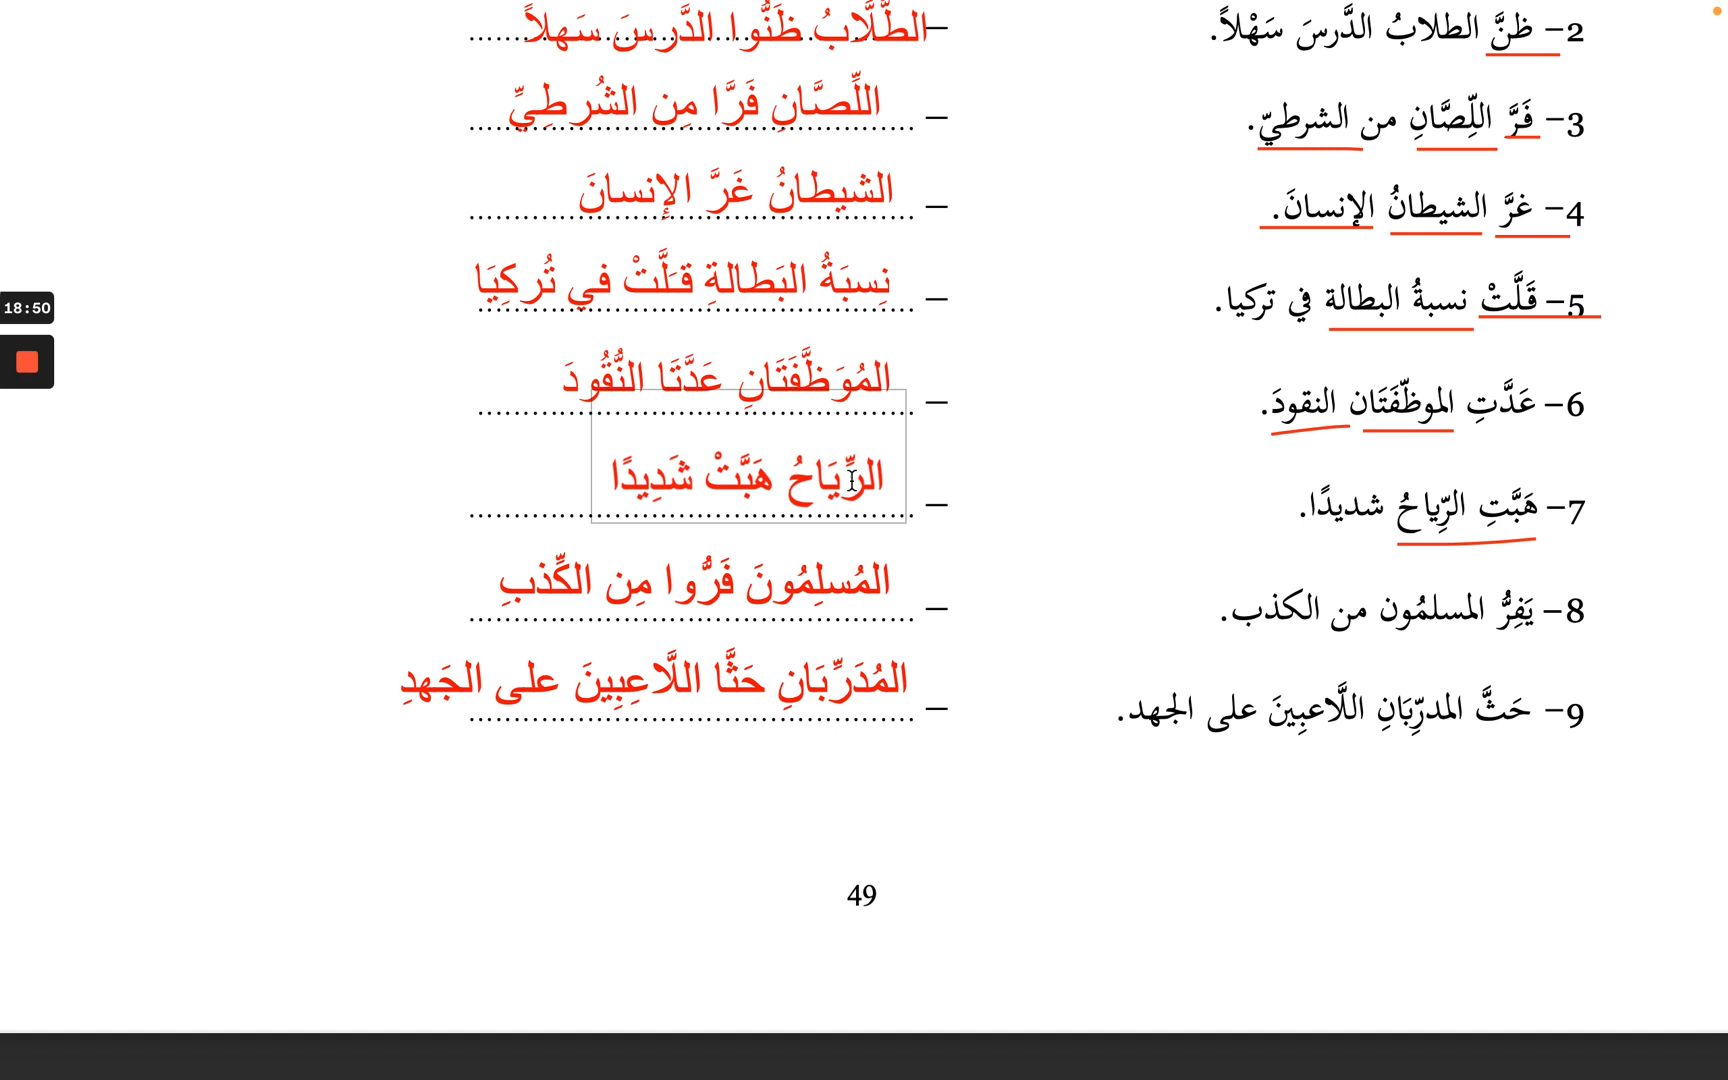 2– ظنَّ الطلابُ الدَّرسَ سَهْلاً.
– الطُّلَّابُ ظَنُّوا الدَّرسَ سَهلاً
3– فَرَّ اللِّصَّانِ من الشرطيّ.
– اللِّصَّانِ فَرَّا مِن الشُرطِيِّ
4– غرَّ الشيطانُ الإنسانَ.
– الشيطانُ غَرَّ الإنسانَ
5– قَلَّتْ نسبةُ البطالة في تركيا.
– نِسبَةُ البَطالةِ قَلَّتْ في تُركِيَا
6– عَدَّتِ الموظّفَتَان النقودَ.
– المُوَظَّفَتَانِ عَدَّتَا النُّقُودَ
7– هَبَّتِ الرِّياحُ شديدًا.
– الرِّيَاحُ هَبَّتْ شَدِيدًا
8– يَفِرُّ المسلمُون من الكذب.
– المُسلِمُونَ فَرُّوا مِن الكِّذبِ
9– حَثَّ المدرِّبَانِ اللَّاعبِينَ على الجهد.
– المُدَرِّبَانِ حَثَّا اللَّاعِبِينَ على الجَهدِ
49
18:50